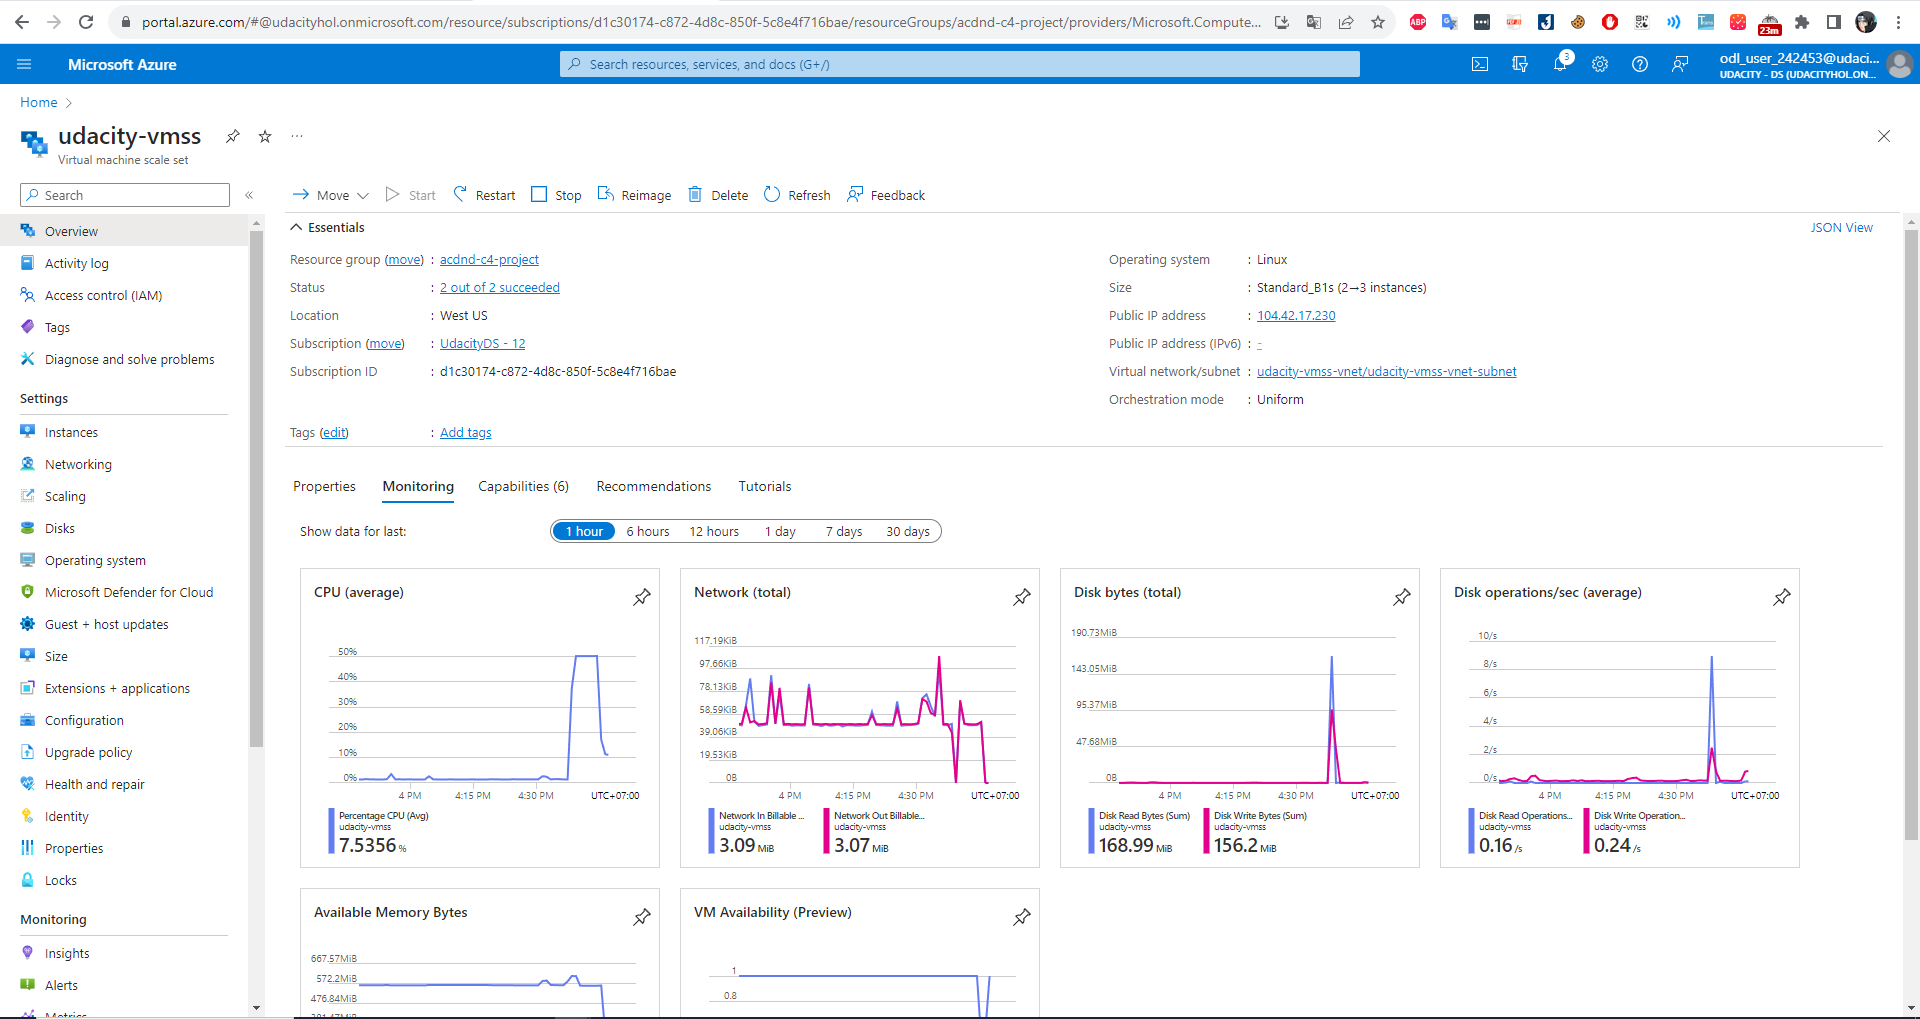 portal.azure.com/#@udacityhol.onmicrosoft.com/resource/subscriptions/d1c30174-c872-4d8c-850f-5c8e4f716bae/resourceGroups/acdnd-c4-project/providers/Microsoft.Compute...
ABP
23m
Microsoft Azure
Search resources, services, and docs (G+/)
3
odl_user_242453@udaci...
UDACITY - DS (UDACITYHOL.ON...
Home
udacity-vmss
Virtual machine scale set
Search
Move
Start
Restart
Stop
Reimage
Delete
Refresh
Feedback
Overview
Activity log
Access control (IAM)
Tags
Diagnose and solve problems
Settings
Instances
Networking
Scaling
Disks
Operating system
Microsoft Defender for Cloud
Guest + host updates
Size
Extensions + applications
Configuration
Upgrade policy
Health and repair
Identity
Properties
Locks
Monitoring
Insights
Alerts
Metrics
Essentials
JSON View
Resource group (move) : acdnd-c4-project
Status : 2 out of 2 succeeded
Location : West US
Subscription (move) : UdacityDS - 12
Subscription ID : d1c30174-c872-4d8c-850f-5c8e4f716bae
Operating system : Linux
Size : Standard_B1s (2→3 instances)
Public IP address : 104.42.17.230
Public IP address (IPv6) : -
Virtual network/subnet : udacity-vmss-vnet/udacity-vmss-vnet-subnet
Orchestration mode : Uniform
Tags (edit) : Add tags
Properties Monitoring Capabilities (6) Recommendations Tutorials
Show data for last: 1 hour 6 hours 12 hours 1 day 7 days 30 days
CPU (average)
50%
40%
30%
20%
10%
0%
4 PM 4:15 PM 4:30 PM UTC+07:00
Percentage CPU (Avg)
udacity-vmss
7.5356 %
Network (total)
117.19KiB
97.66KiB
78.13KiB
58.59KiB
39.06KiB
19.53KiB
0B
4 PM 4:15 PM 4:30 PM UTC+07:00
Network In Billable ...
udacity-vmss
3.09 MiB
Network Out Billable...
udacity-vmss
3.07 MiB
Disk bytes (total)
190.73MiB
143.05MiB
95.37MiB
47.68MiB
0B
4 PM 4:15 PM 4:30 PM UTC+07:00
Disk Read Bytes (Sum)
udacity-vmss
168.99 MiB
Disk Write Bytes (Sum)
udacity-vmss
156.2 MiB
Disk operations/sec (average)
10/s
8/s
6/s
4/s
2/s
0/s
4 PM 4:15 PM 4:30 PM UTC+07:00
Disk Read Operations...
udacity-vmss
0.16 /s
Disk Write Operation...
udacity-vmss
0.24 /s
Available Memory Bytes
667.57MiB
572.2MiB
476.84MiB
381.47MiB
VM Availability (Preview)
1
0.8